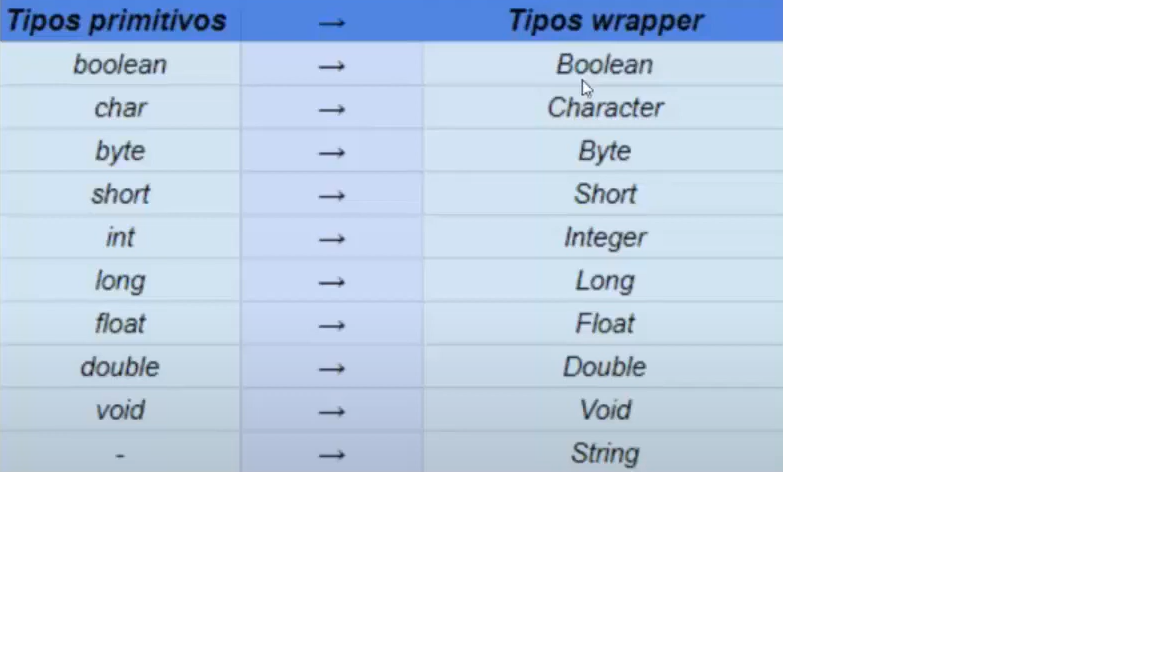 Tipos primitivos → Tipos wrapper
boolean → Boolean
char → Character
byte → Byte
short → Short
int → Integer
long → Long
float → Float
double → Double
void → Void
- → String